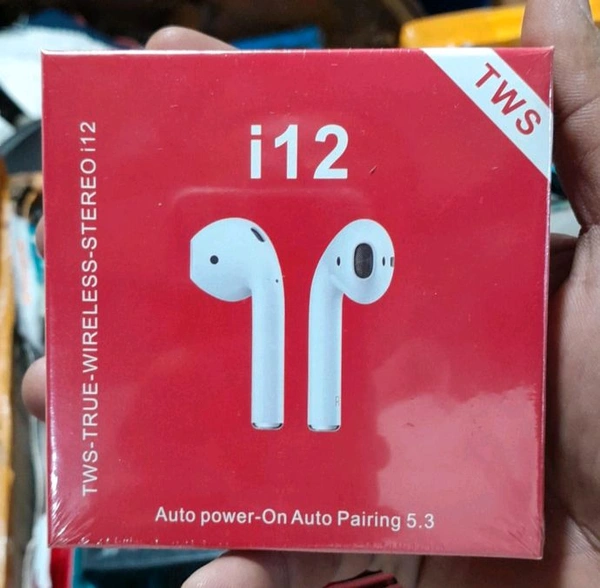 TWS
i12
TWS-TRUE-WIRELESS-STEREO i12
Auto power-On Auto Pairing 5.3